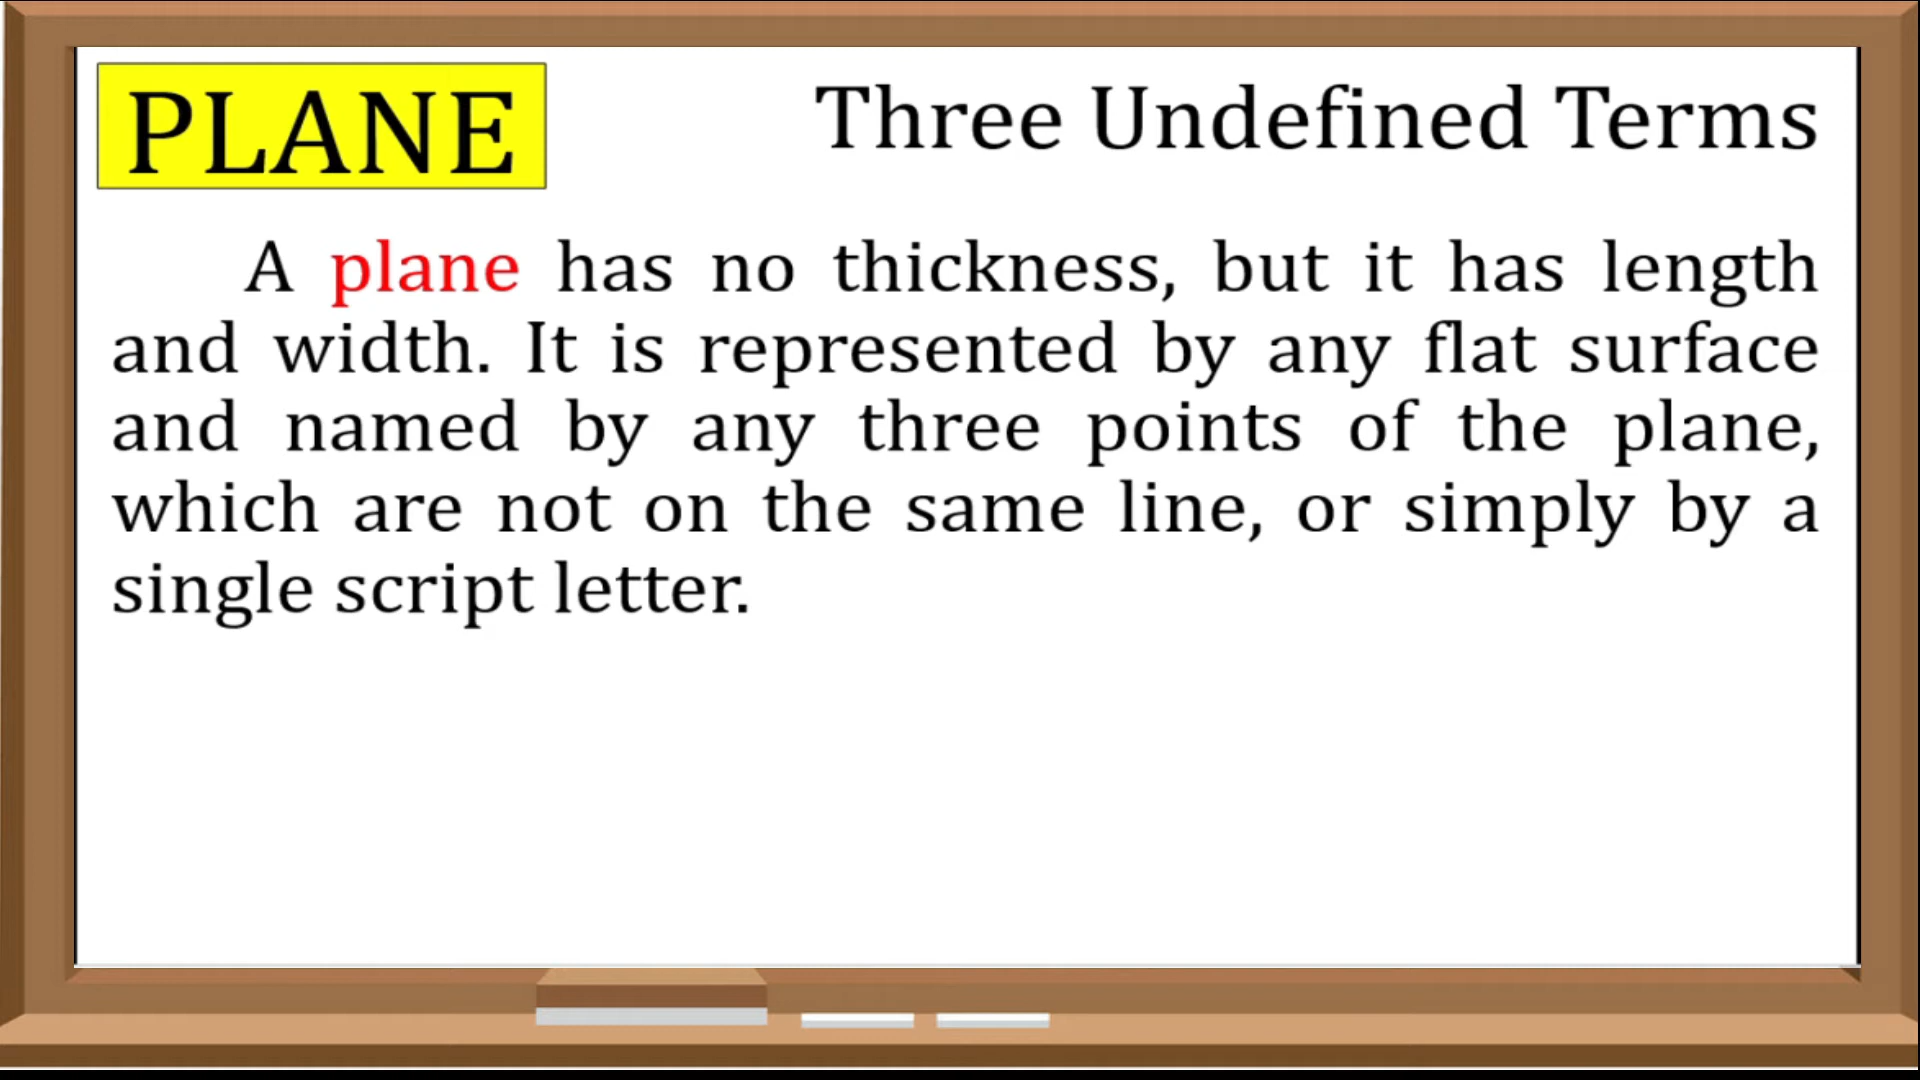 PLANE
Three Undefined Terms
A plane has no thickness, but it has length
and width. It is represented by any flat surface
and named by any three points of the plane,
which are not on the same line, or simply by a
single script letter.